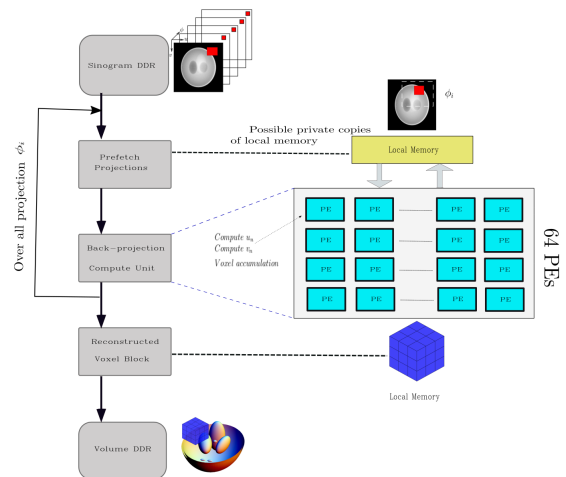 Sinogram DDR
Over all projection ϕᵢ
Prefetch
Projections
Back-projection
Compute Unit
Reconstructed
Voxel Block
Volume DDR
ϕᵢ
Possible private copies
of local memory
Local Memory
PE PE PE PE
PE PE PE PE
PE PE PE PE
PE PE PE PE
Compute uₙ
Compute vₙ
Voxel accumulation
64 PEs
Local Memory